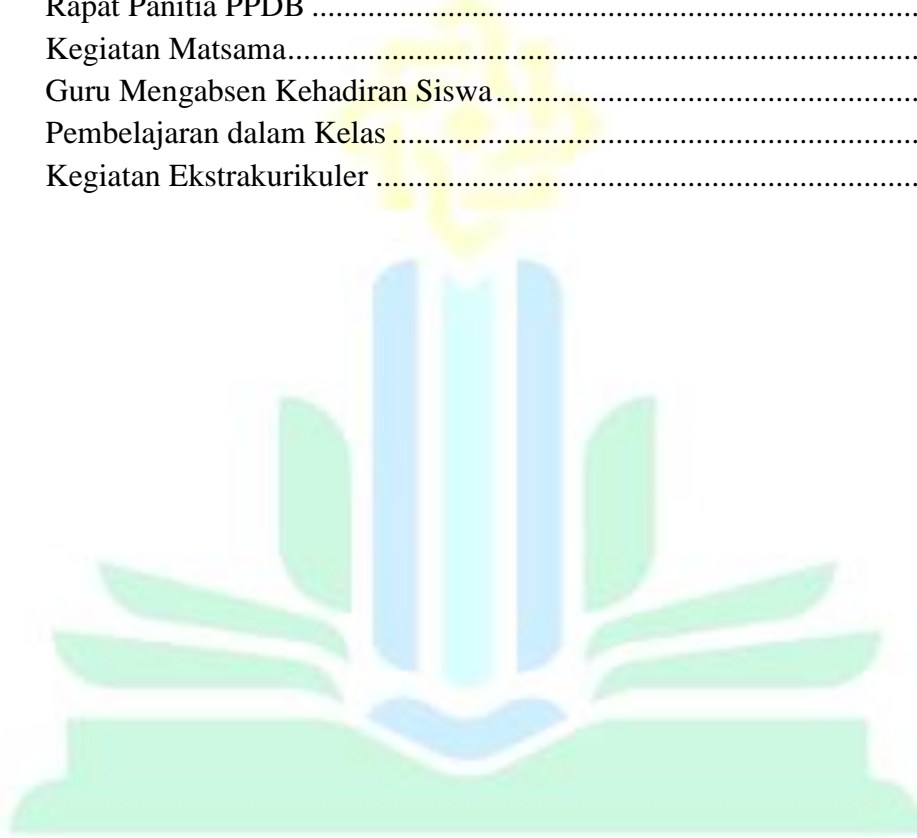 Rapat Panitia PPDB ..........................................................................
Kegiatan Matsama.............................................................................
Guru Mengabsen Kehadiran Siswa....................................................
Pembelajaran dalam Kelas .................................................................
Kegiatan Ekstrakurikuler ...................................................................